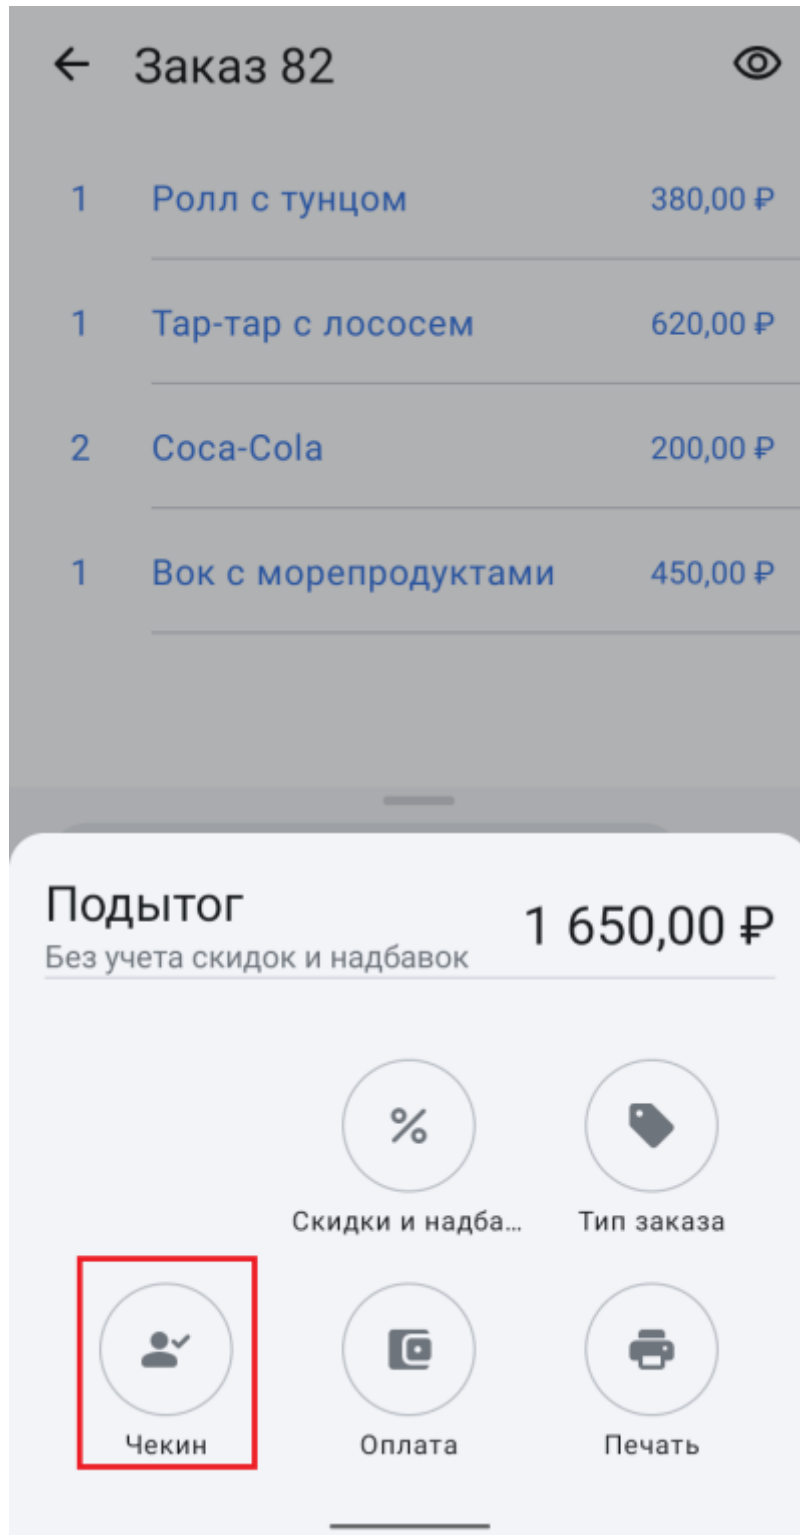 Заказ 82
1 Ролл с тунцом 380,00 ₽
1 Тар-тар с лососем 620,00 ₽
2 Coca-Cola 200,00 ₽
1 Вок с морепродуктами 450,00 ₽
Подытог 1 650,00 ₽
Без учета скидок и надбавок
%
Скидки и надба... Тип заказа
Чекин Оплата Печать